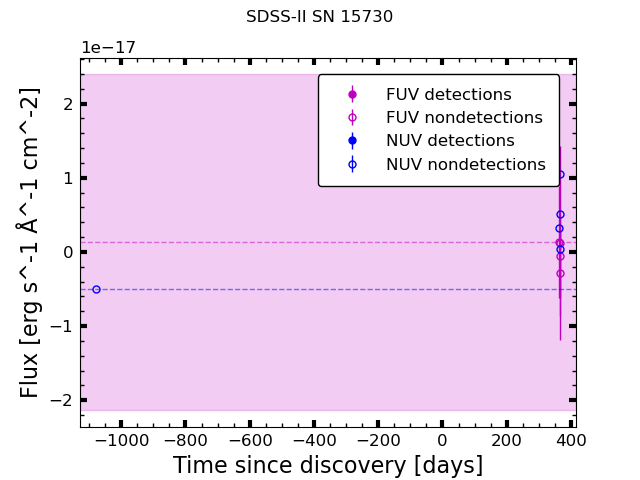 SDSS-II SN 15730
1e−17
FUV detections
FUV nondetections
NUV detections
NUV nondetections
2
1
0
−1
−2
Flux [erg s^-1 Å^-1 cm^-2]
−1000 −800 −600 −400 −200 0 200 400
Time since discovery [days]